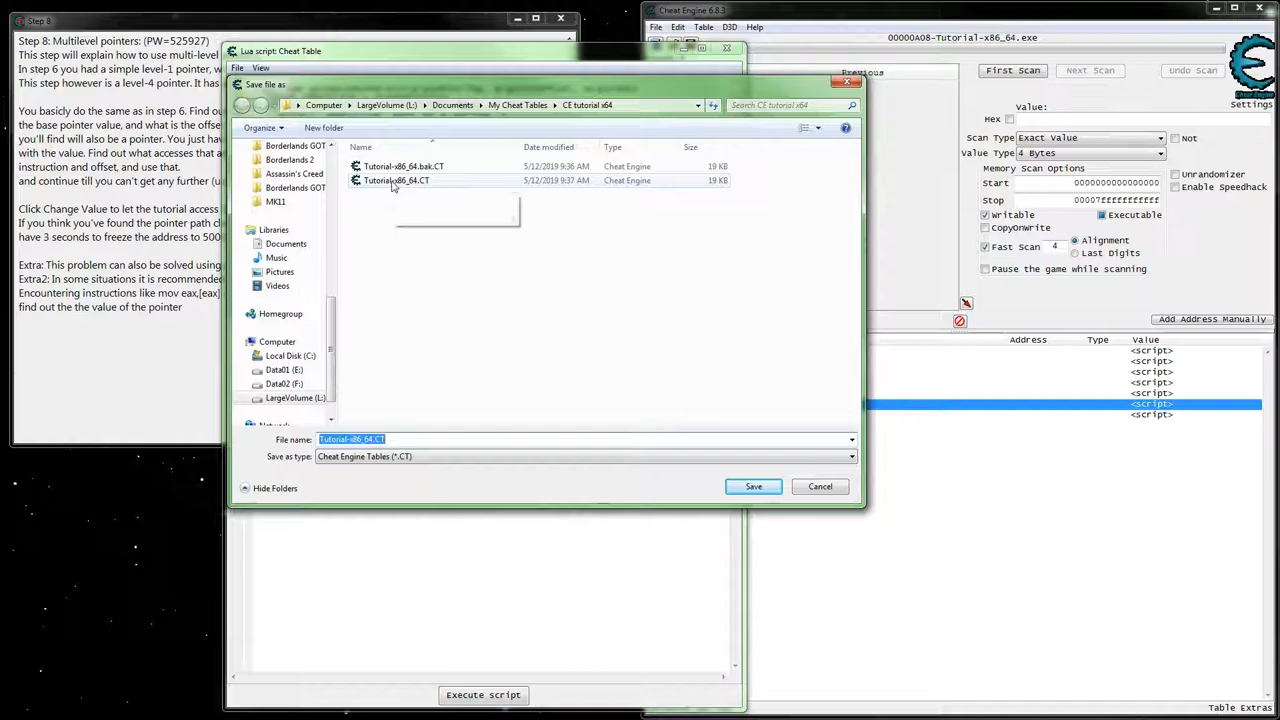 Step 8
Step 8: Multilevel pointers: (PW=525927)
This step will explain how to use multi-level
In step 6 you had a simple level-1 pointer, w
This step however is a level-4 pointer. It has
You basicly do the same as in step 6. Find ou
the base pointer value, and what is the offse
you'll find will also be a pointer. You just hav
with the value. Find out what accesses that a
instruction and offset, and use that.
and continue till you can't get any further (u
Click Change Value to let the tutorial access
If you think you've found the pointer path cl
have 3 seconds to freeze the address to 500
Extra: This problem can also be solved using
Extra2: In some situations it is recommended
Encountering instructions like mov eax,[eax]
find out the the value of the pointer
Lua script: Cheat Table
File View
Save file as
Computer LargeVolume (L:) Documents My Cheat Tables CE tutorial x64
Search CE tutorial x64
Organize New folder
Name Date modified Type Size
Tutorial-x86_64.bak.CT 5/12/2019 9:36 AM Cheat Engine 19 KB
Tutorial-x86_64.CT 5/12/2019 9:37 AM Cheat Engine 19 KB
Borderlands GOT
Borderlands 2
Assassin's Creed
Borderlands GOT
MK11
Libraries
Documents
Music
Pictures
Videos
Homegroup
Computer
Local Disk (C:)
Data01 (E:)
Data02 (F:)
LargeVolume (L:)
File name: Tutorial-x86_64.CT
Save as type: Cheat Engine Tables (*.CT)
Hide Folders
Save Cancel
Execute script
Cheat Engine 6.8.3
File Edit Table D3D Help
00000A08-Tutorial-x86_64.exe
Previous
First Scan Next Scan Undo Scan
Settings
Value:
Hex
Scan Type Exact Value Not
Value Type 4 Bytes
Memory Scan Options
Start 0000000000000000
Stop 00007fffffffffff
Unrandomizer
Enable Speedhack
Writable Executable
CopyOnWrite
Fast Scan 4 Alignment
Last Digits
Pause the game while scanning
Add Address Manually
Address Type Value
<script>
<script>
<script>
<script>
<script>
<script>
<script>
Table Extras